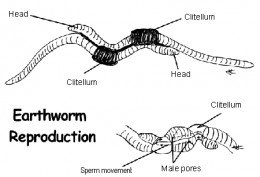 Head
Clitellum
Clitellum
Head
Earthworm
Reproduction
Clitellum
Sperm movement
Male pores